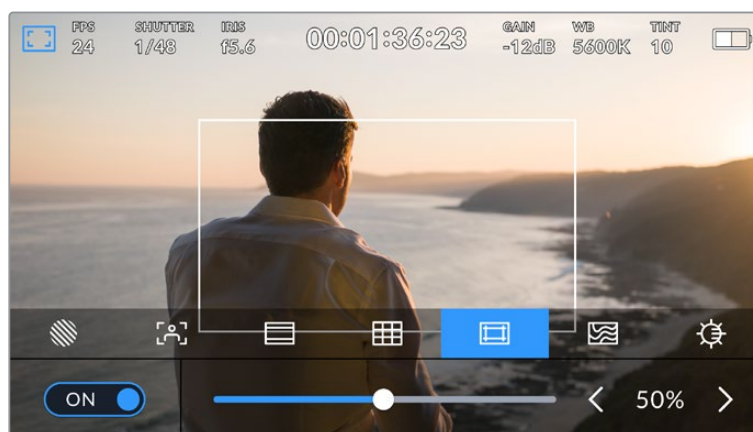 FPS SHUTTER IRIS 00:01:36:23 GAIN WB TINT
24 1/48 f5.6 -12dB 5600K 10
ON 50%